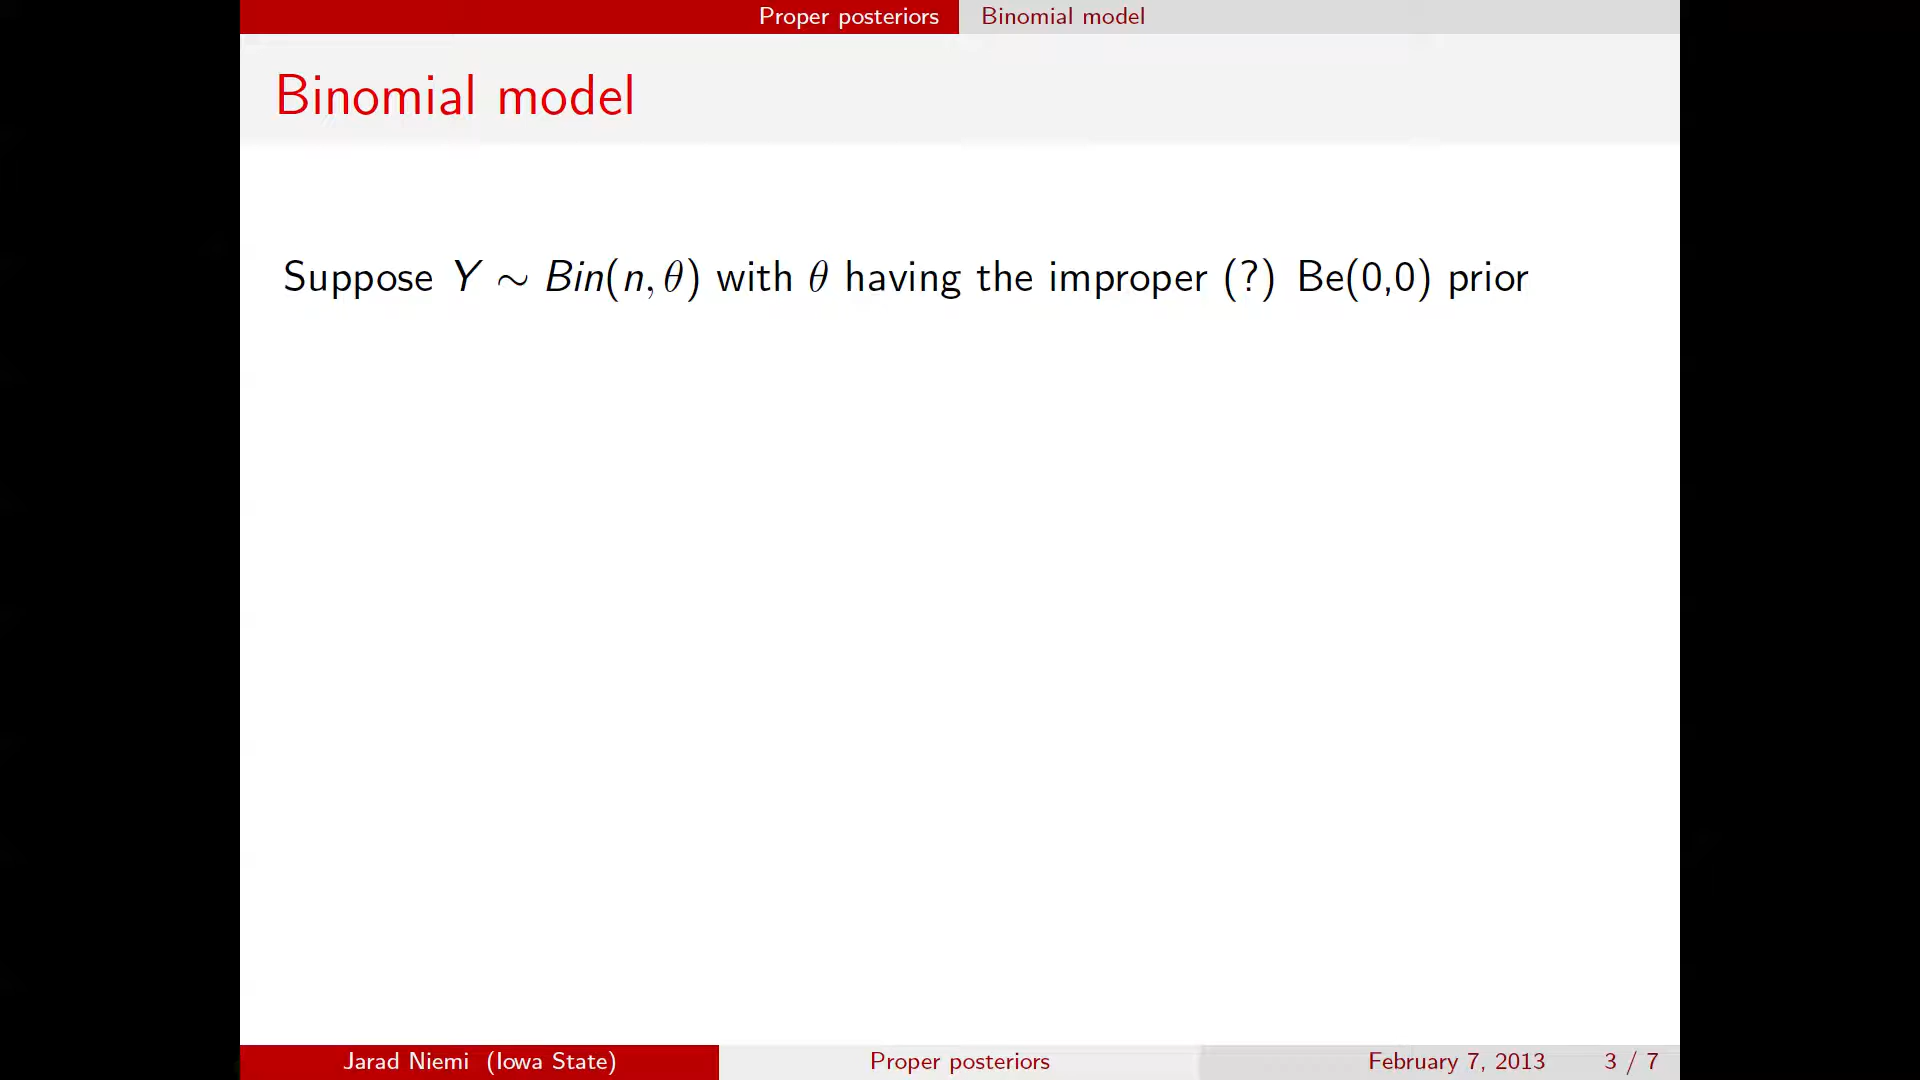 Proper posteriors Binomial model
Binomial model
Suppose Y ∼ Bin(n, θ) with θ having the improper (?) Be(0,0) prior
Jarad Niemi (Iowa State) Proper posteriors February 7, 2013 3 / 7